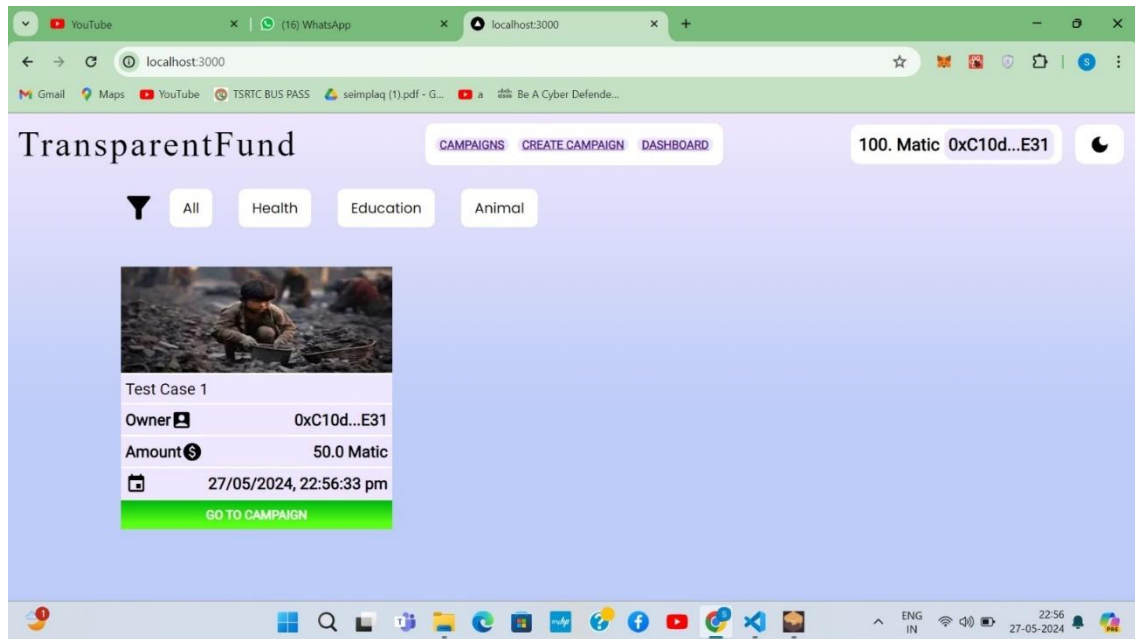 YouTube
(16) WhatsApp
localhost:3000
localhost:3000
S
Gmail
Maps
YouTube
TSRTC BUS PASS
seimplaq (1).pdf - G...
a
Be A Cyber Defende...
TransparentFund
CAMPAIGNS CREATE CAMPAIGN DASHBOARD
100. Matic 0xC10d...E31
All Health Education Animal
Test Case 1
Owner 0xC10d...E31
Amount 50.0 Matic
27/05/2024, 22:56:33 pm
GO TO CAMPAIGN
1
ENG
IN
22:56
27-05-2024
PRE